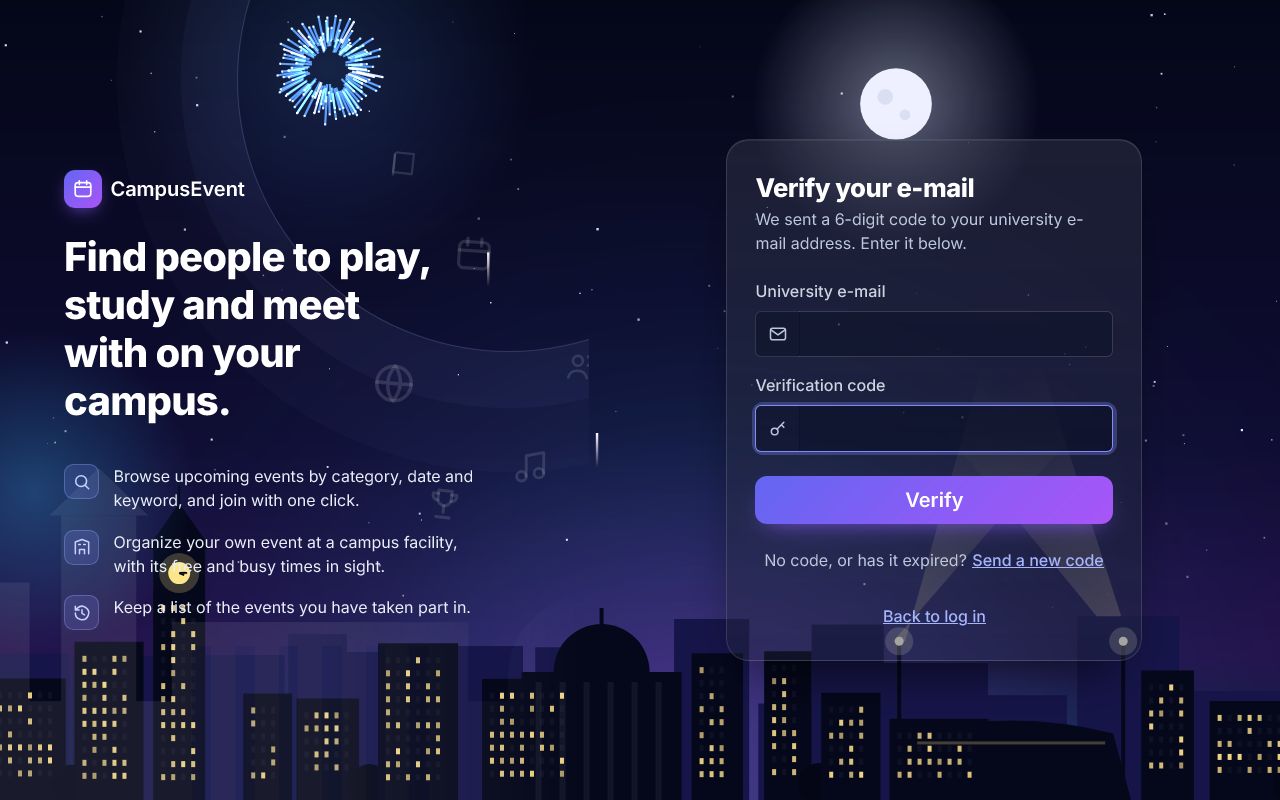 CampusEvent
Find people to play,
study and meet
with on your
campus.
Browse upcoming events by category, date and
keyword, and join with one click.
Organize your own event at a campus facility,
with its free and busy times in sight.
Keep a list of the events you have taken part in.
Verify your e-mail
We sent a 6-digit code to your university e-
mail address. Enter it below.
University e-mail
Verification code
Verify
No code, or has it expired? Send a new code
Back to log in